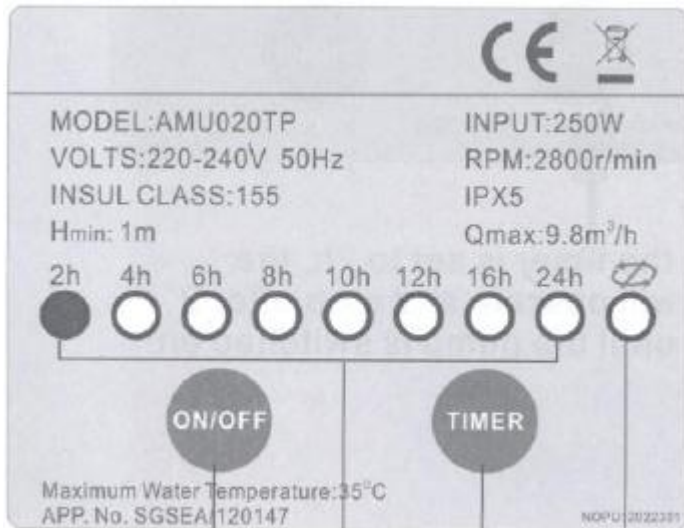 CE
MODEL:AMU020TP
INPUT:250W
VOLTS:220-240V 50Hz
RPM:2800r/min
INSUL CLASS:155
IPX5
Hmin: 1m
Qmax:9.8m³/h
2h 4h 6h 8h 10h 12h 16h 24h
ON/OFF
TIMER
Maximum Water Temperature:35°C
APP. No. SGSEA/120147